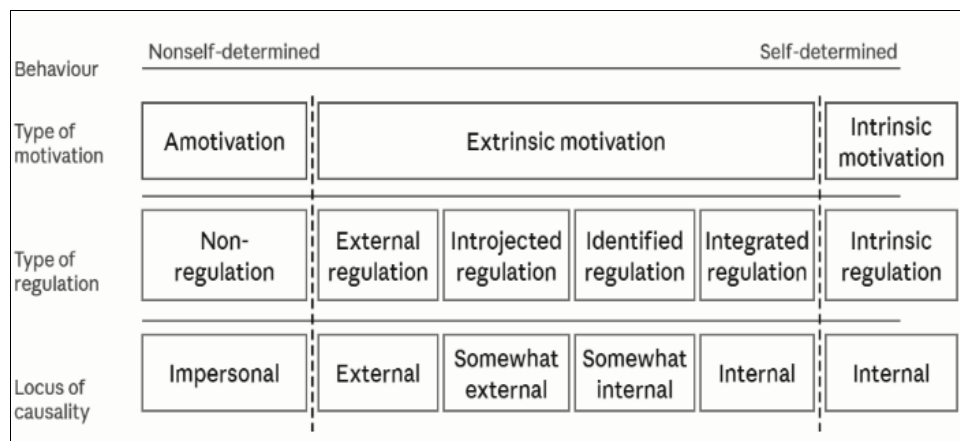 Nonself-determined
Self-determined
Behaviour
Type of
motivation
Amotivation
Extrinsic motivation
Intrinsic
motivation
Type of
regulation
Non-
regulation
External
regulation
Introjected
regulation
Identified
regulation
Integrated
regulation
Intrinsic
regulation
Locus of
causality
Impersonal
External
Somewhat
external
Somewhat
internal
Internal
Internal